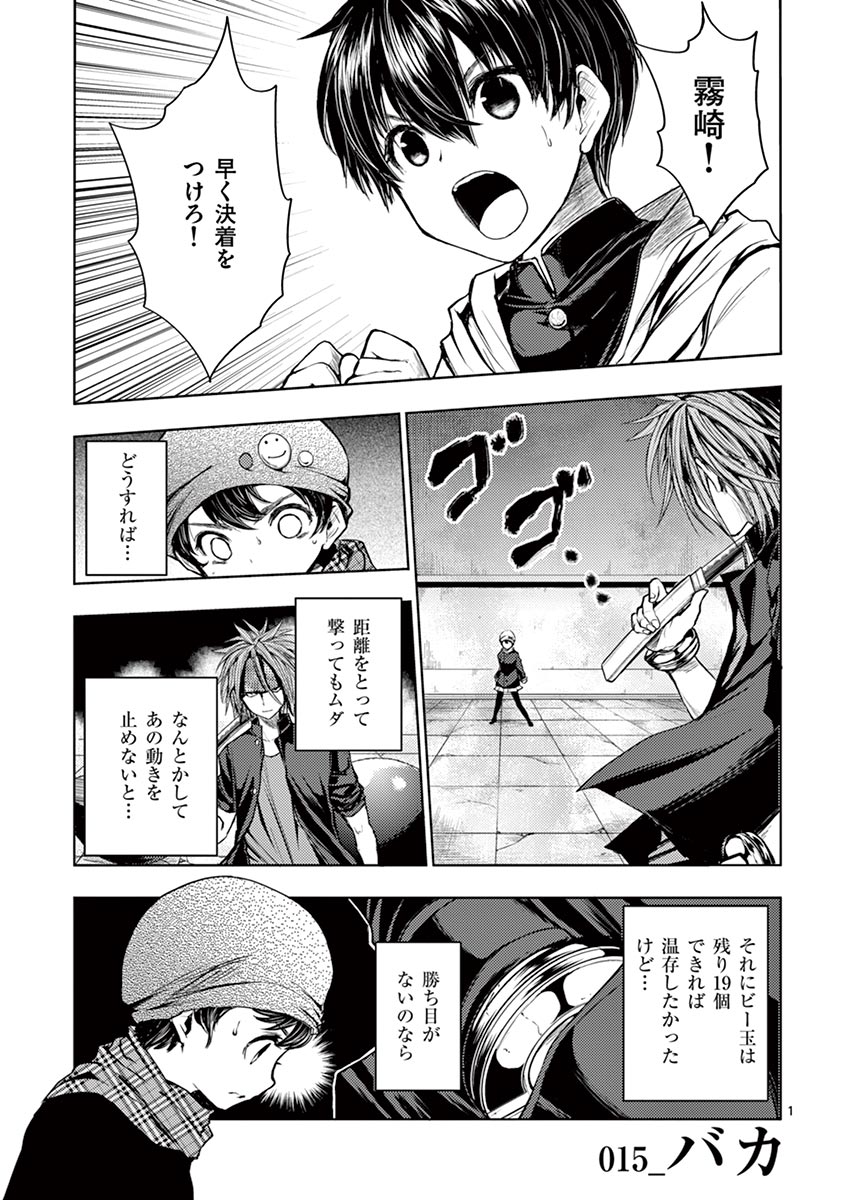 霧崎！
早く決着を
つけろ！
ゴゴゴ
どうすれば…
距離をとって
撃ってもムダ
なんとかして
あの動きを
止めないと…
それにビー玉は
残り19個
できれば
温存したかった
けど…
勝ち目が
ないのなら
1
015_バカ